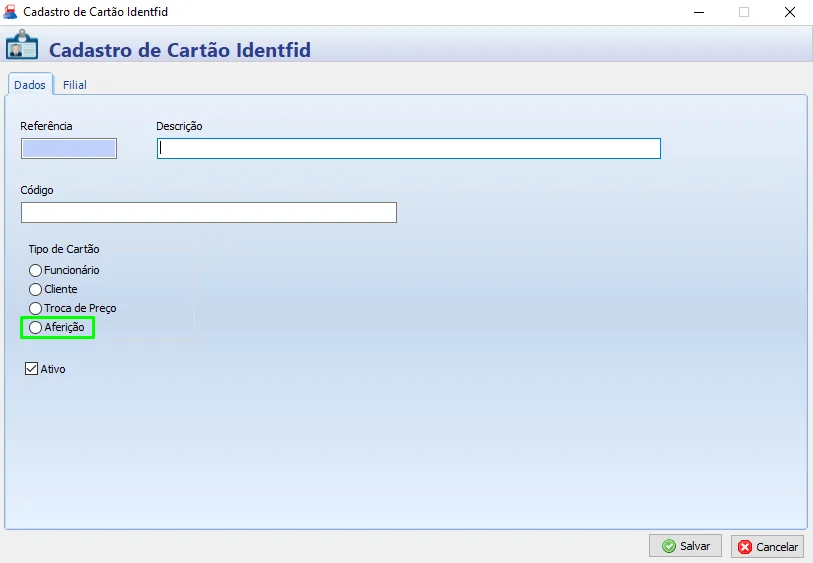 Cadastro de Cartão Identfid
Cadastro de Cartão Identfid
Dados Filial
Referência Descrição
Código
Tipo de Cartão
Funcionário
Cliente
Troca de Preço
Aferição
Ativo
Salvar Cancelar